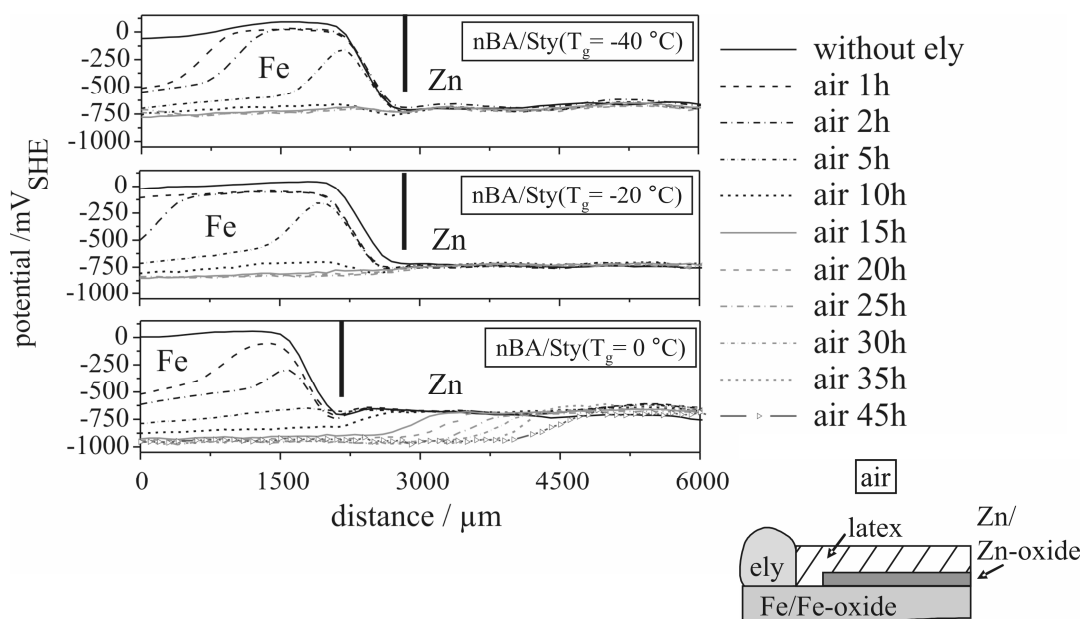 potential /mV SHE
0
-250
-500
-750
-1000
Fe
Zn
nBA/Sty(Tg= -40 °C)
0
-250
-500
-750
-1000
Fe
Zn
nBA/Sty(Tg= -20 °C)
0
-250
-500
-750
-1000
Fe
Zn
nBA/Sty(Tg= 0 °C)
0 1500 3000 4500 6000
distance / µm
without ely
air 1h
air 2h
air 5h
air 10h
air 15h
air 20h
air 25h
air 30h
air 35h
air 45h
air
latex
Zn/
Zn-oxide
ely
Fe/Fe-oxide